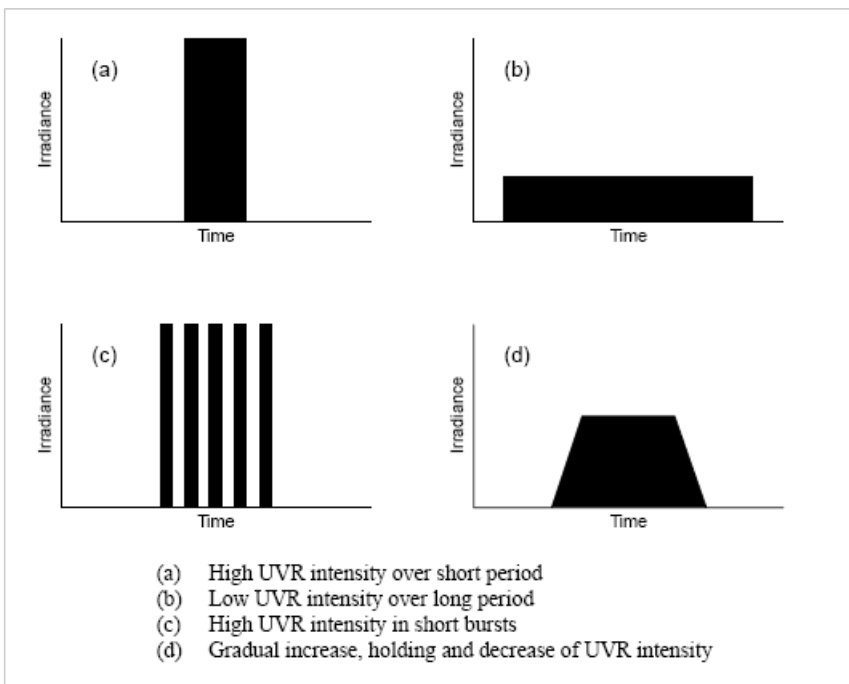 (a)
Irradiance
Time
(b)
Irradiance
Time
(c)
Irradiance
Time
(d)
Irradiance
Time
(a) High UVR intensity over short period
(b) Low UVR intensity over long period
(c) High UVR intensity in short bursts
(d) Gradual increase, holding and decrease of UVR intensity